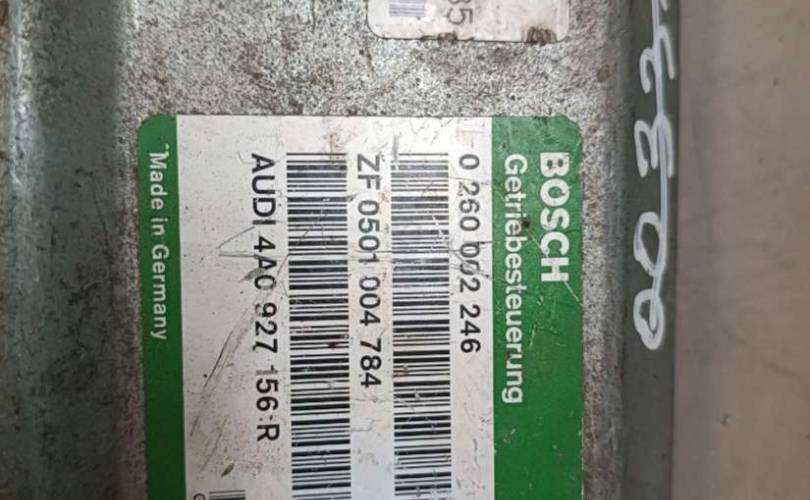 BOSCH
Getriebesteuerung
0 260 002 246
ZF 0501 004 784
AUDI 4A0 927 156 R
Made in Germany